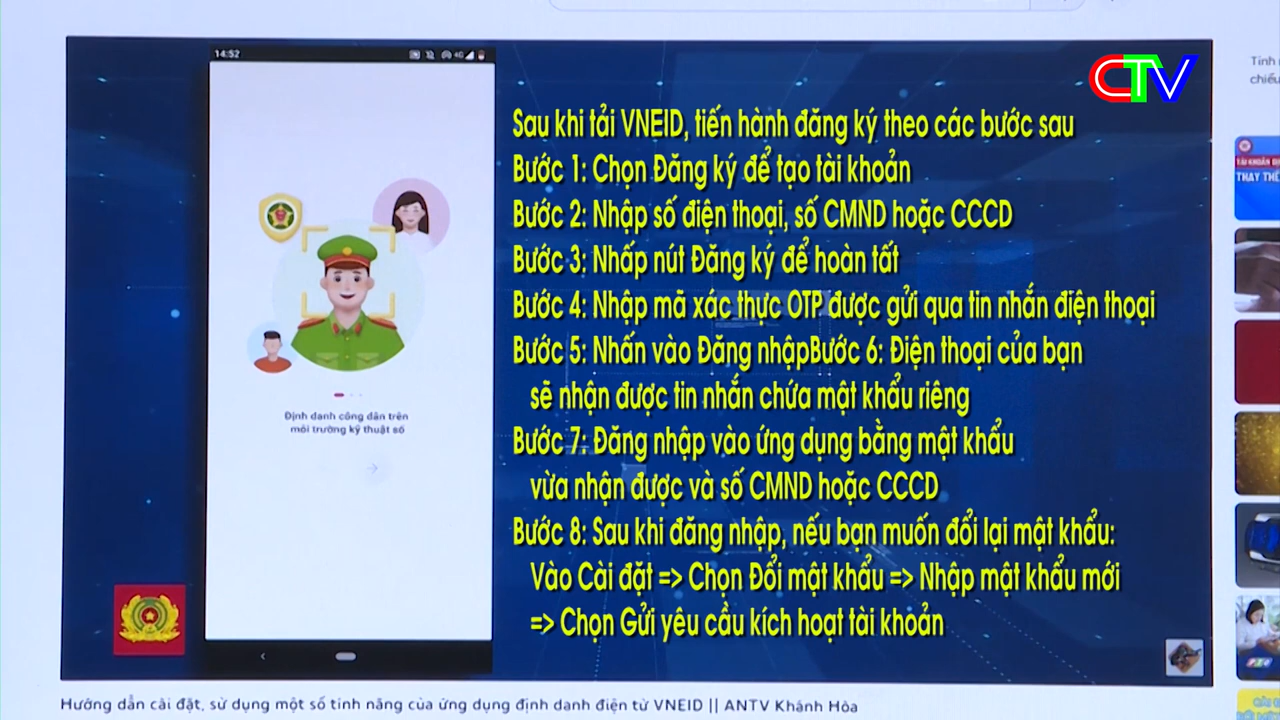 14:52
4G
CTV
Sau khi tải VNEID, tiến hành đăng ký theo các bước sau
Bước 1: Chọn Đăng ký để tạo tài khoản
Bước 2: Nhập số điện thoại, số CMND hoặc CCCD
Bước 3: Nhấp nút Đăng ký để hoàn tất
Bước 4: Nhập mã xác thực OTP được gửi qua tin nhắn điện thoại
Bước 5: Nhấn vào Đăng nhậpBước 6: Điện thoại của bạn
sẽ nhận được tin nhắn chứa mật khẩu riêng
Bước 7: Đăng nhập vào ứng dụng bằng mật khẩu
vừa nhận được và số CMND hoặc CCCD
Bước 8: Sau khi đăng nhập, nếu bạn muốn đổi lại mật khẩu:
Vào Cài đặt => Chọn Đổi mật khẩu => Nhập mật khẩu mới
=> Chọn Gửi yêu cầu kích hoạt tài khoản
Định danh công dân trên
môi trường kỹ thuật số
Hướng dẫn cài đặt, sử dụng một số tính năng của ứng dụng định danh điện tử VNEID || ANTV Khánh Hòa
Tính
chiếu
TÀI KHOẢN ĐỊ
THAY THẾ